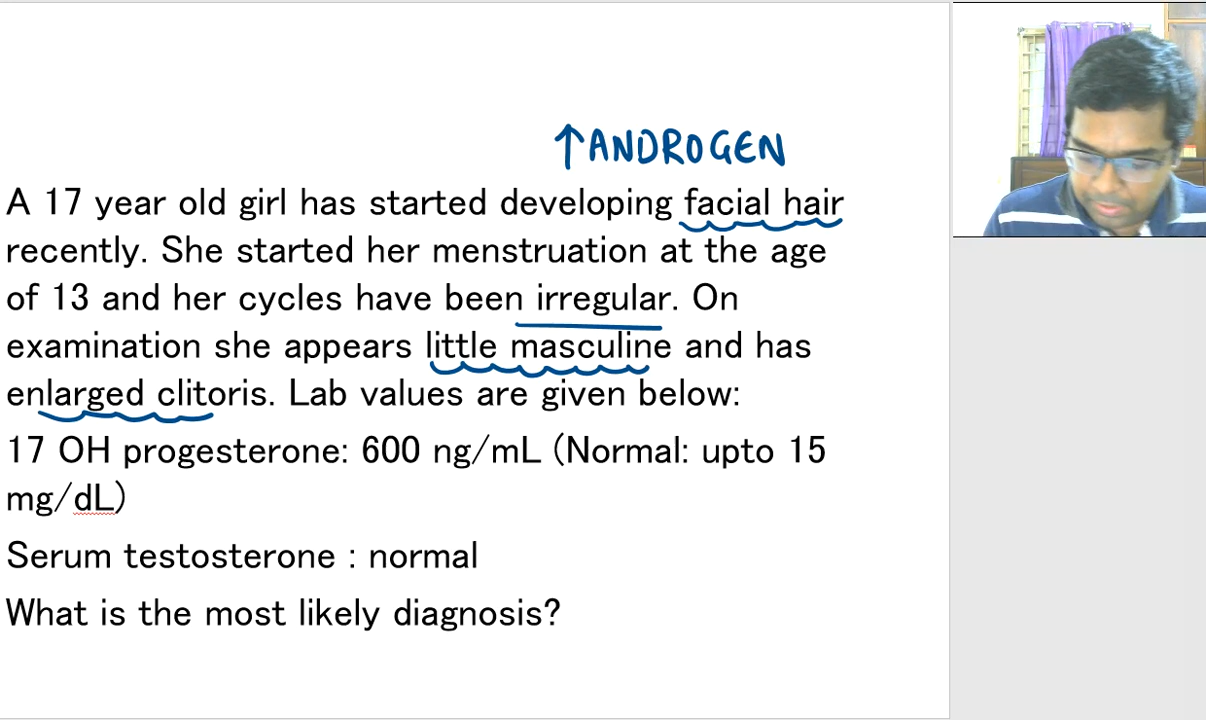 ↑ANDROGEN
A 17 year old girl has started developing facial hair
recently. She started her menstruation at the age
of 13 and her cycles have been irregular. On
examination she appears little masculine and has
enlarged clitoris. Lab values are given below:
17 OH progesterone: 600 ng/mL (Normal: upto 15
mg/dL)
Serum testosterone : normal
What is the most likely diagnosis?